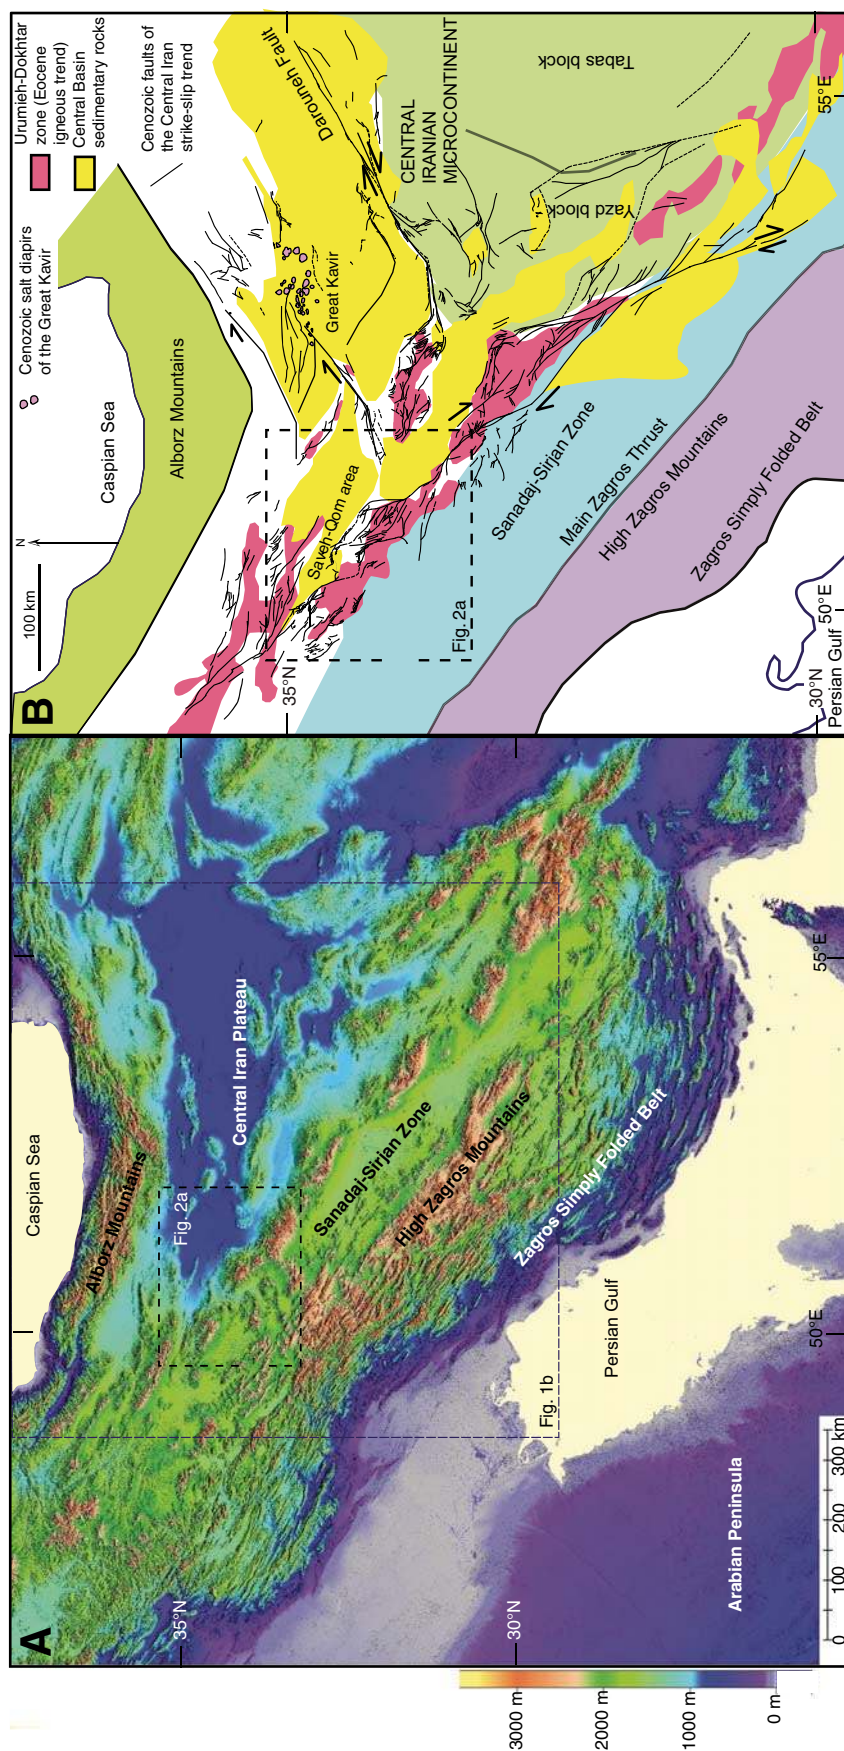 A
Caspian Sea
Alborz Mountains
35°N
Fig. 2a
Central Iran Plateau
Sanadaj-Sirjan Zone
High Zagros Mountains
Zagros Simply Folded Belt
30°N
Fig. 1b
Persian Gulf
Arabian Peninsula
50°E
55°E
0
100
200
300 km
3000 m
2000 m
1000 m
0 m
B
100 km
N
Caspian Sea
Cenozoic salt diapirs
of the Great Kavir
Urumieh-Dokhtar
zone (Eocene
igneous trend)
Central Basin
sedimentary rocks
Cenozoic faults of
the Central Iran
strike-slip trend
Alborz Mountains
Darouneh Fault
Great Kavir
35°N
Saveh-Qom area
CENTRAL
IRANIAN
MICROCONTINENT
Fig. 2a
Yazd block
Tabas block
Sanadaj-Sirjan Zone
Main Zagros Thrust
High Zagros Mountains
Zagros Simply Folded Belt
30°N
Persian Gulf
50°E
55°E